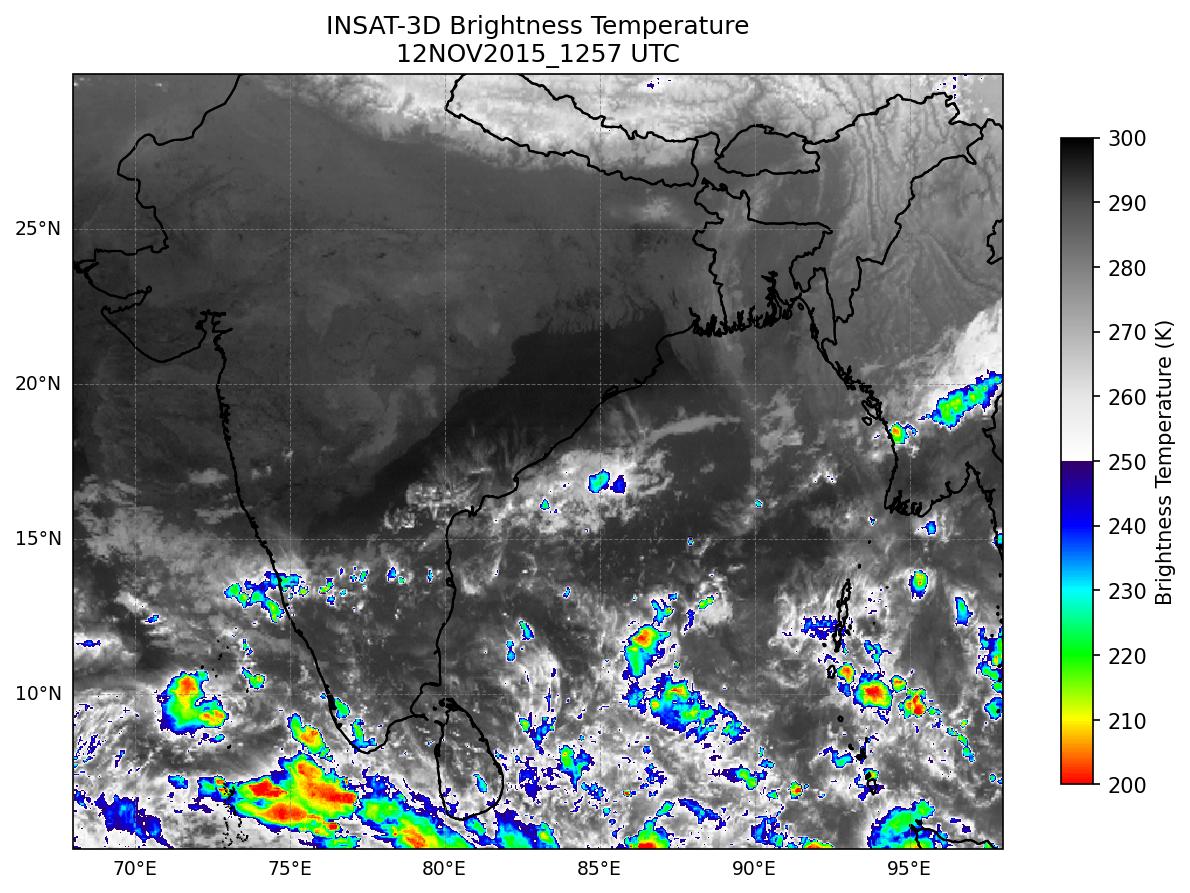 INSAT-3D Brightness Temperature
12NOV2015_1257 UTC
25°N
20°N
15°N
10°N
70°E
75°E
80°E
85°E
90°E
95°E
300
290
280
270
260
250
240
230
220
210
200
Brightness Temperature (K)